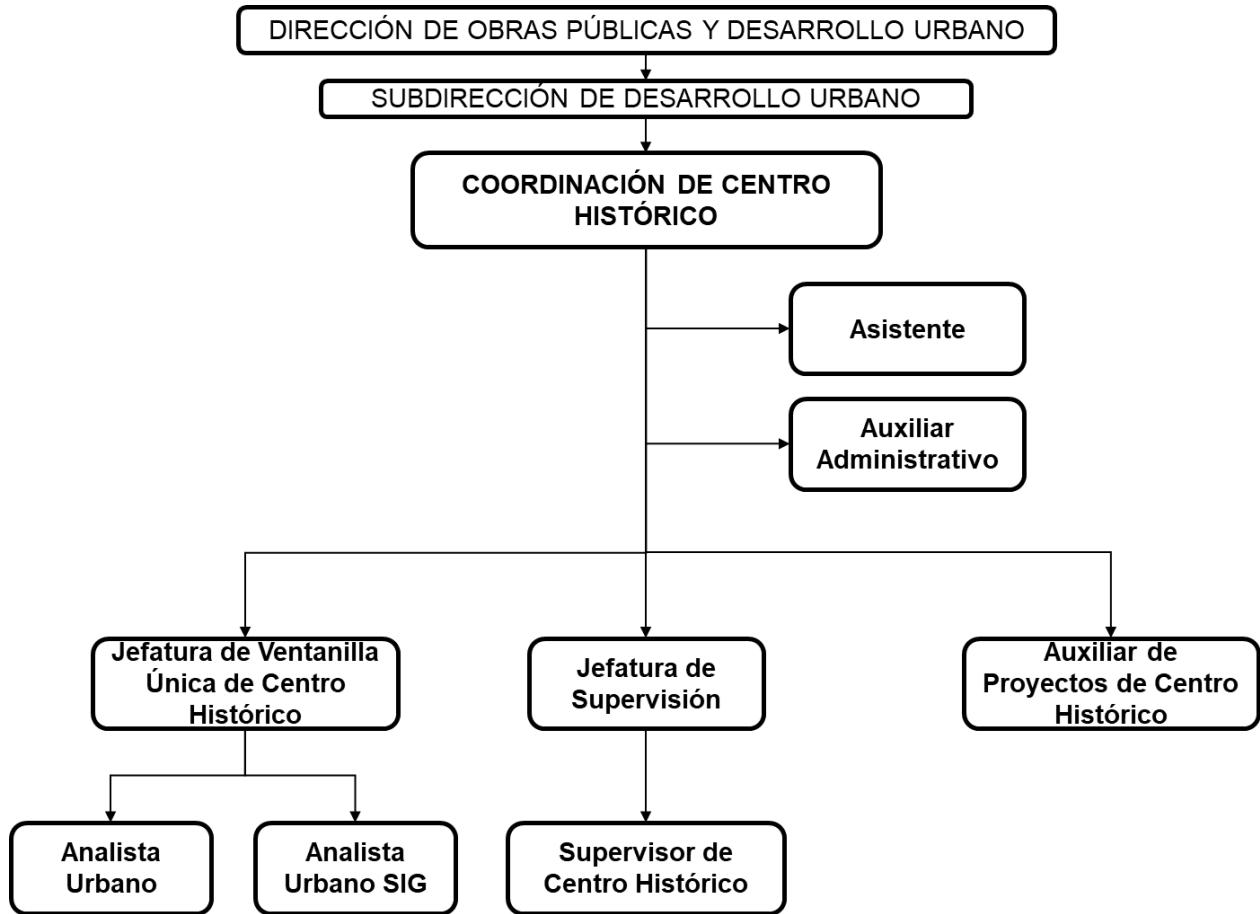 DIRECCIÓN DE OBRAS PÚBLICAS Y DESARROLLO URBANO
SUBDIRECCIÓN DE DESARROLLO URBANO
COORDINACIÓN DE CENTRO
HISTÓRICO
Asistente
Auxiliar
Administrativo
Jefatura de Ventanilla
Única de Centro
Histórico
Jefatura de
Supervisión
Auxiliar de
Proyectos de Centro
Histórico
Analista
Urbano
Analista
Urbano SIG
Supervisor de
Centro Histórico